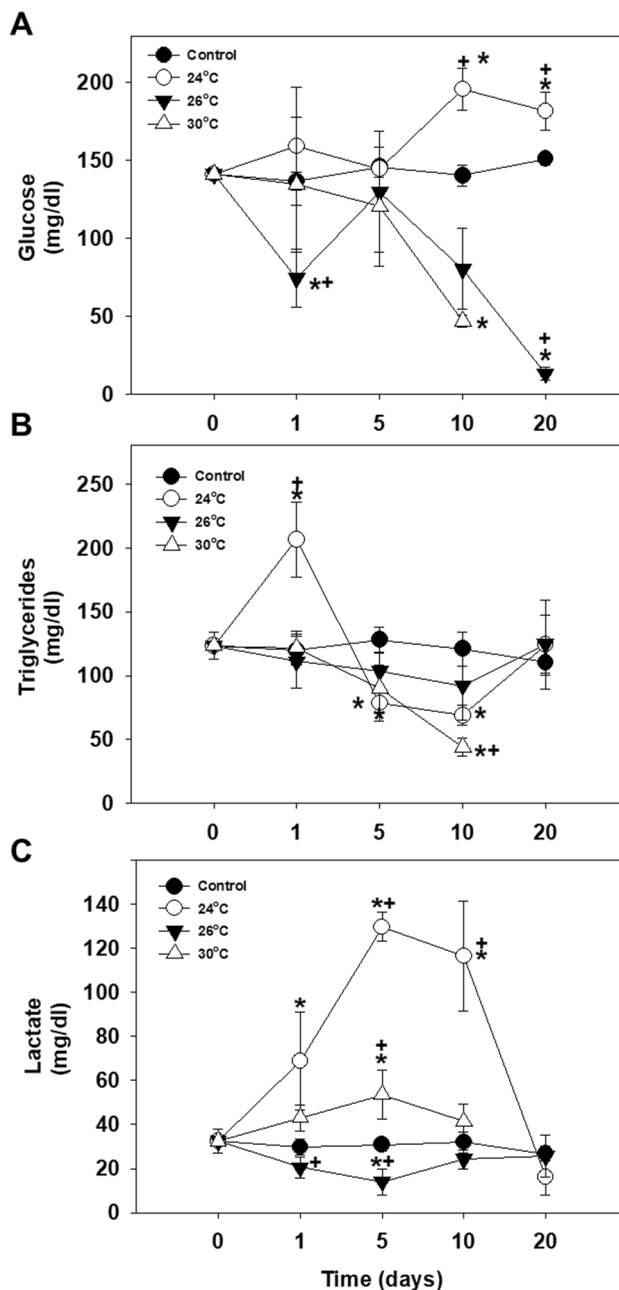 A
Control
24°C
26°C
30°C
200
150
100
50
0
Glucose
(mg/dl)
+ *
+
*
*+
*
+
*
0 1 5 10 20
B
Control
24°C
26°C
30°C
250
200
150
100
50
0
Triglycerides
(mg/dl)
+
*
* *
*
*+
0 1 5 10 20
C
Control
24°C
26°C
30°C
140
120
100
80
60
40
20
0
Lactate
(mg/dl)
*+
+
*
*
+
*
+
*+
0 1 5 10 20
Time (days)